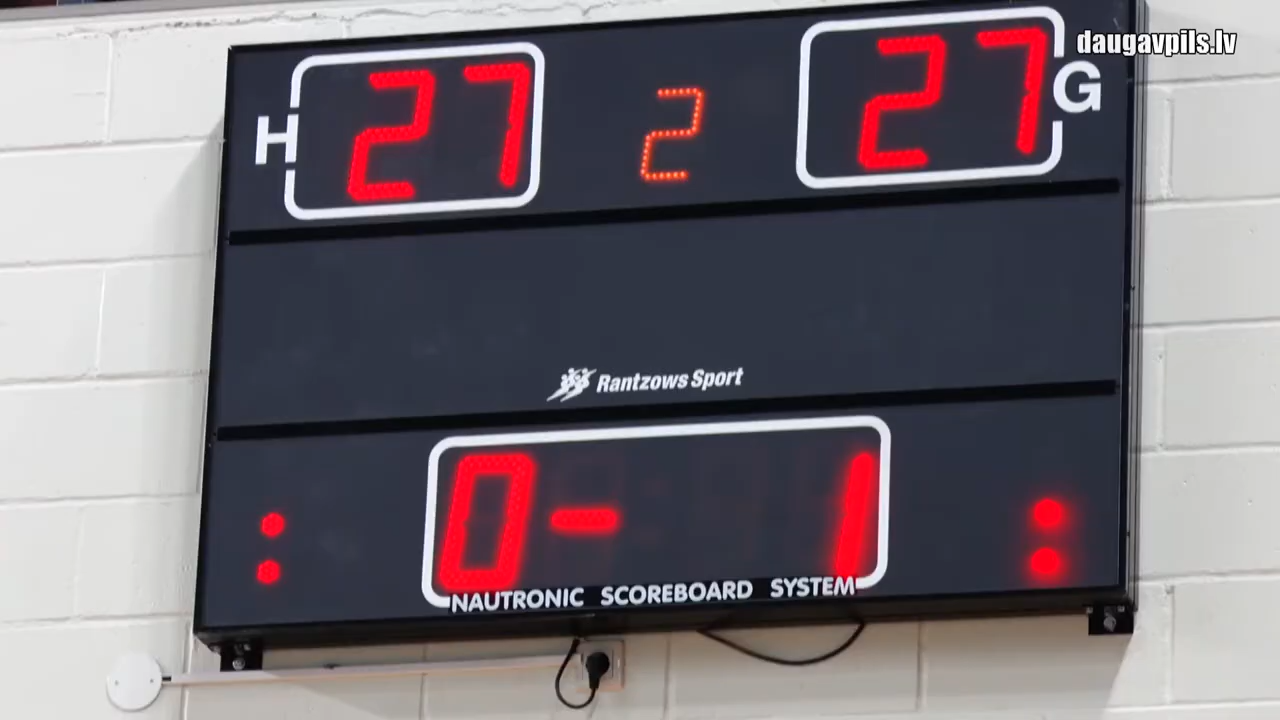 daugavpils.lv
H 27 2 27 G
Rantzows Sport
: 0- 1 :
NAUTRONIC SCOREBOARD SYSTEM